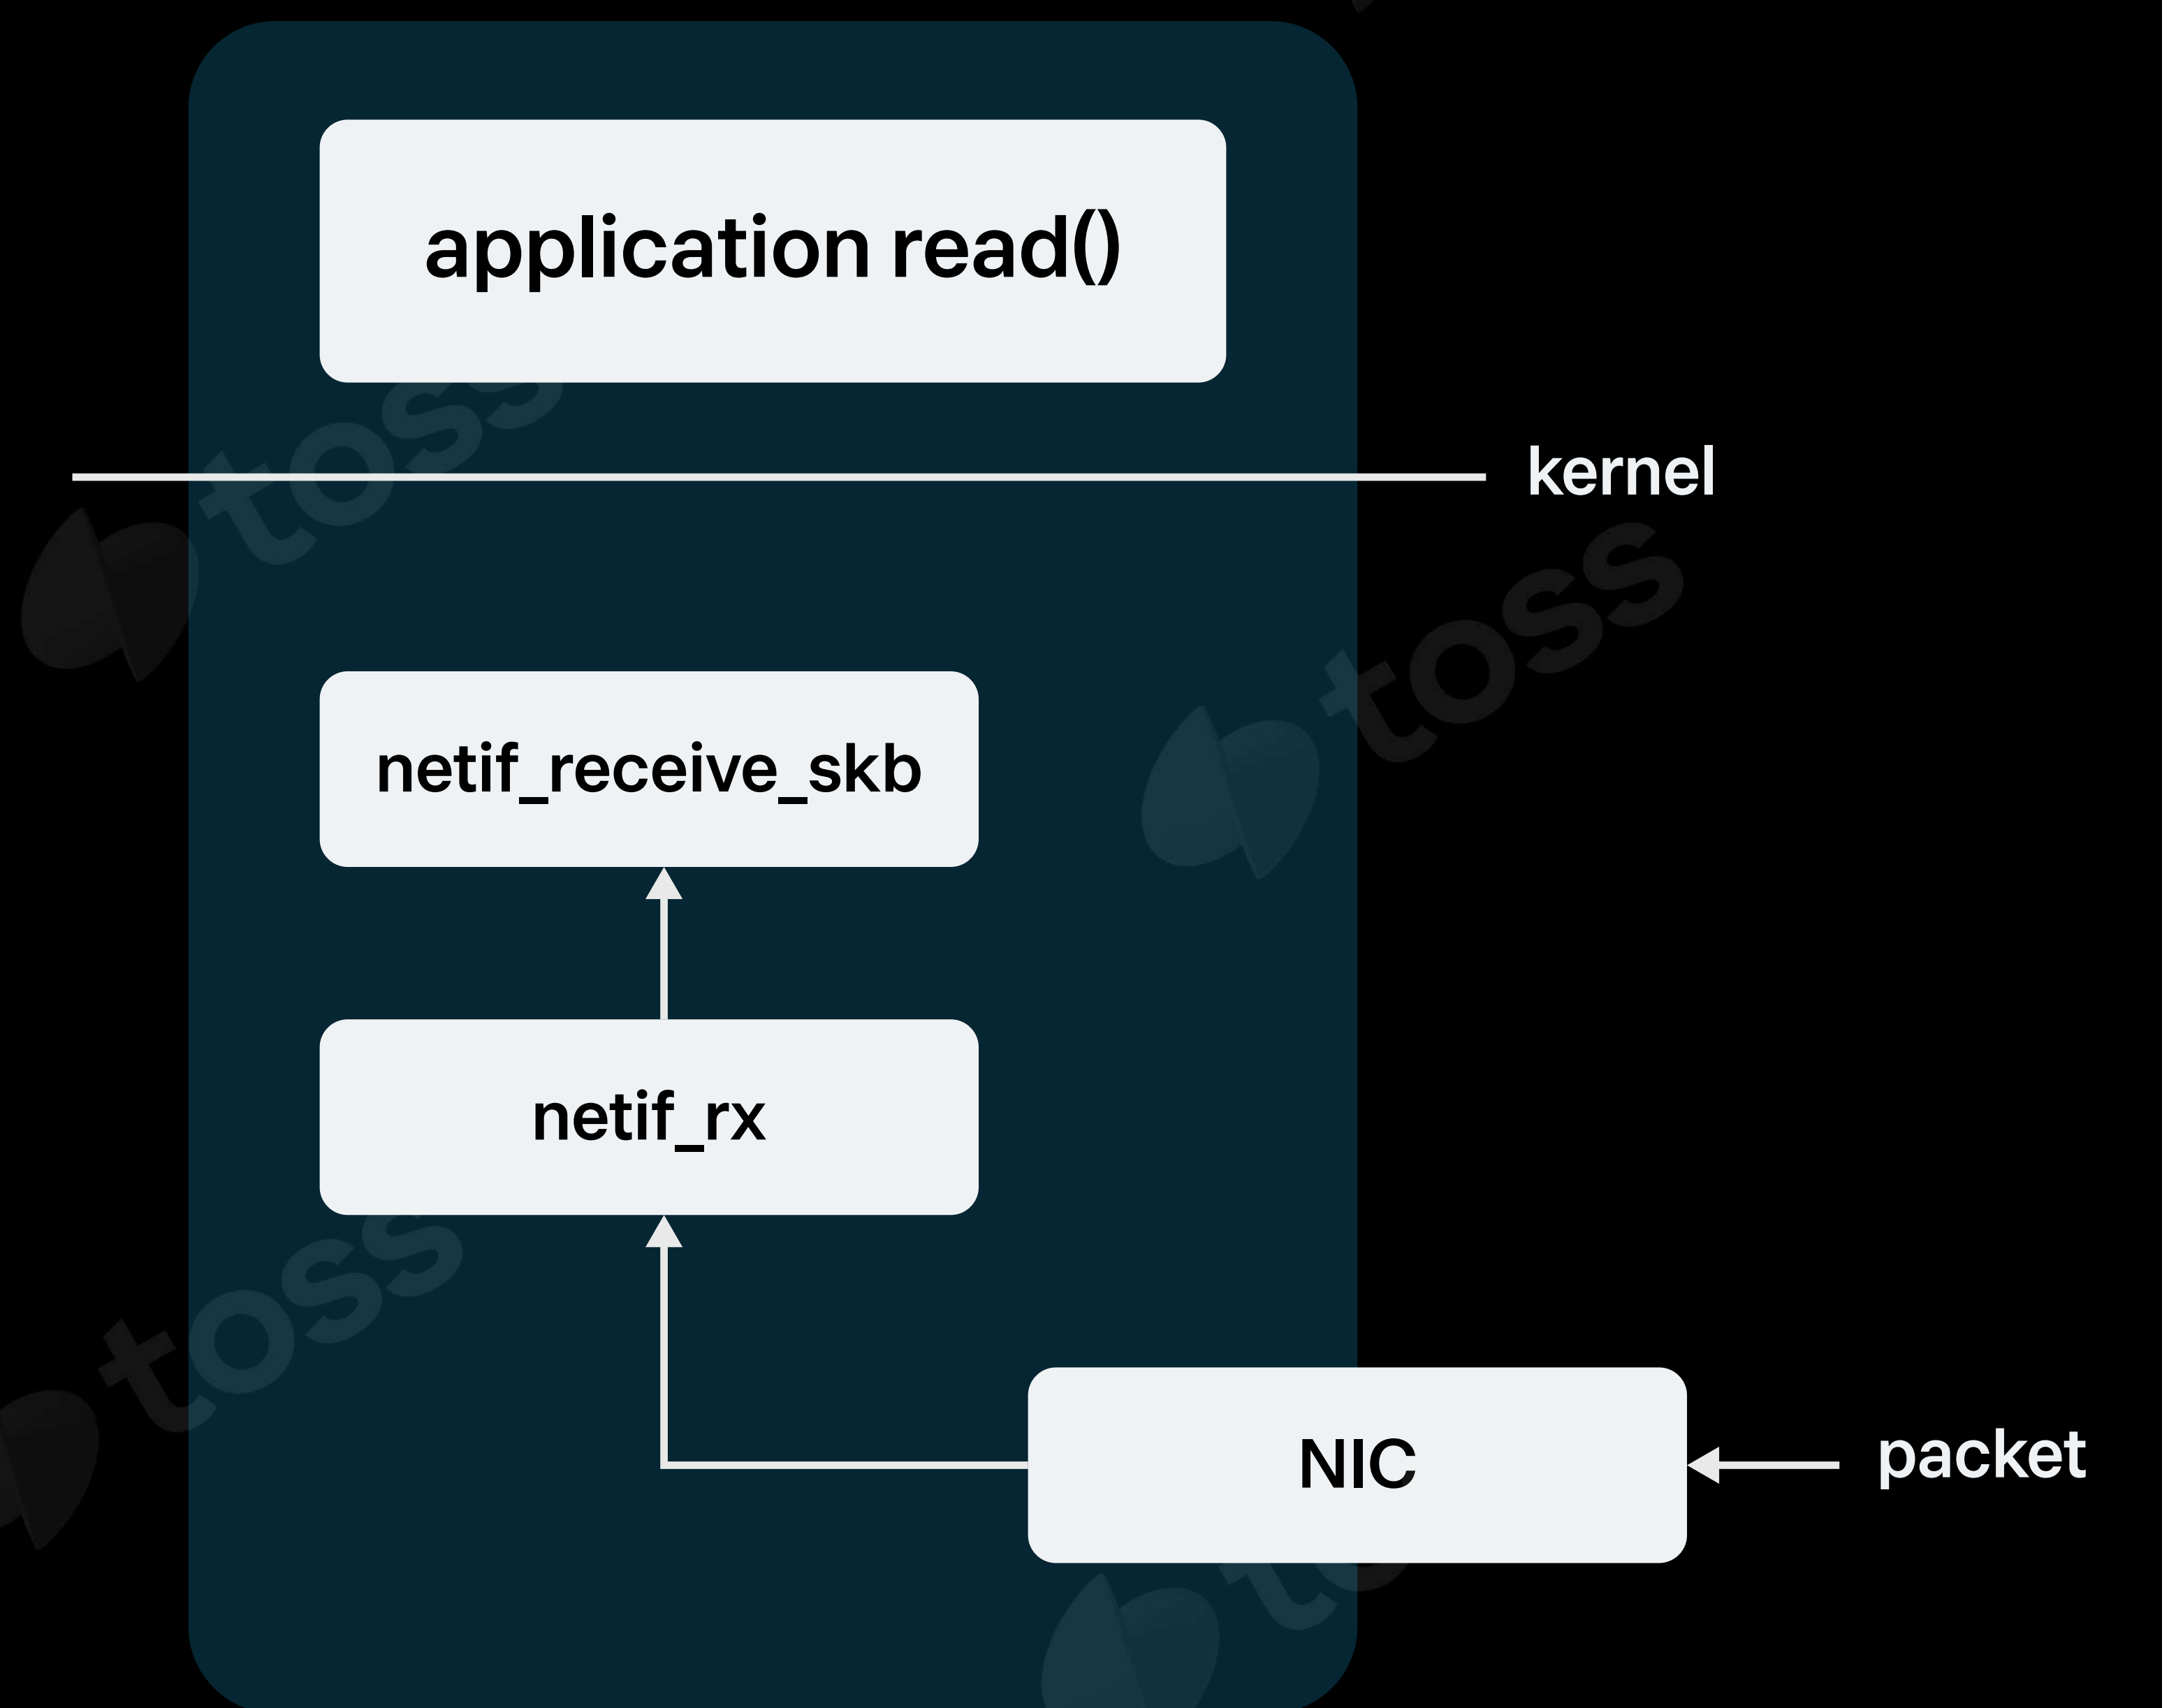 application read()
kernel
toss
toss
netif_receive_skb
netif_rx
toss
NIC
packet